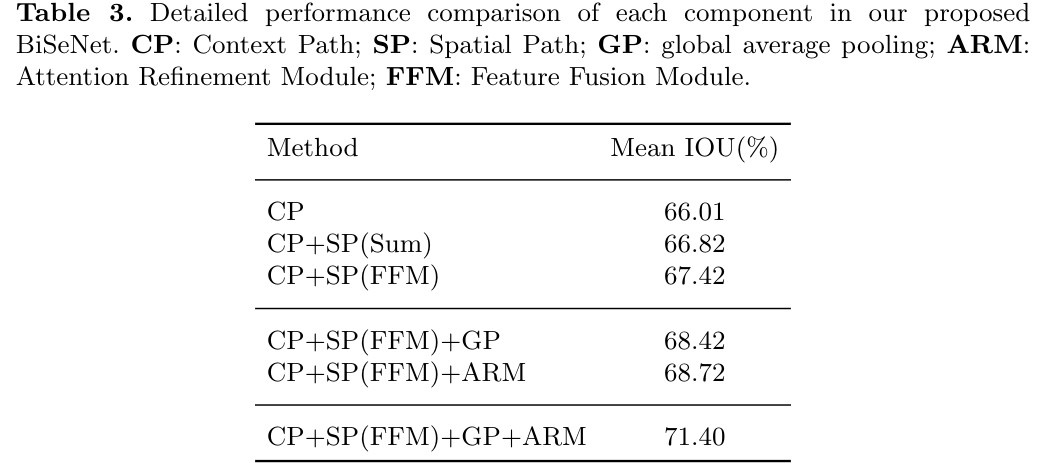 Table 3. Detailed performance comparison of each component in our proposed
BiSeNet. CP: Context Path; SP: Spatial Path; GP: global average pooling; ARM:
Attention Refinement Module; FFM: Feature Fusion Module.
Method Mean IOU(%)
CP 66.01
CP+SP(Sum) 66.82
CP+SP(FFM) 67.42
CP+SP(FFM)+GP 68.42
CP+SP(FFM)+ARM 68.72
CP+SP(FFM)+GP+ARM 71.40